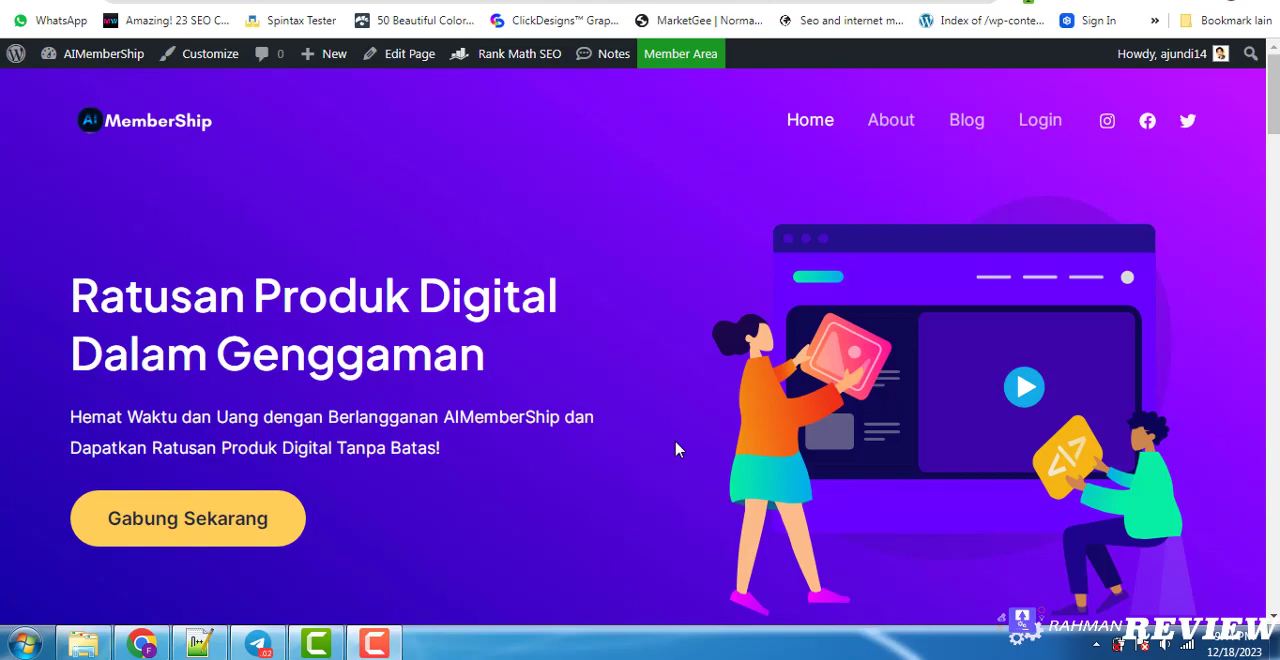 WhatsApp Amazing! 23 SEO C... Spintax Tester 50 Beautiful Color... ClickDesigns™ Grap... MarketGee | Norma... Seo and internet m... Index of /wp-conte... Sign In » Bookmark lain
AIMemberShip Customize 0 New Edit Page Rank Math SEO Notes Member Area Howdy, ajundi14
Ai MemberShip Home About Blog Login
Ratusan Produk Digital
Dalam Genggaman
Hemat Waktu dan Uang dengan Berlangganan AIMemberShip dan
Dapatkan Ratusan Produk Digital Tanpa Batas!
</>
Gabung Sekarang
RAHMAN REVIEW
12/18/2023